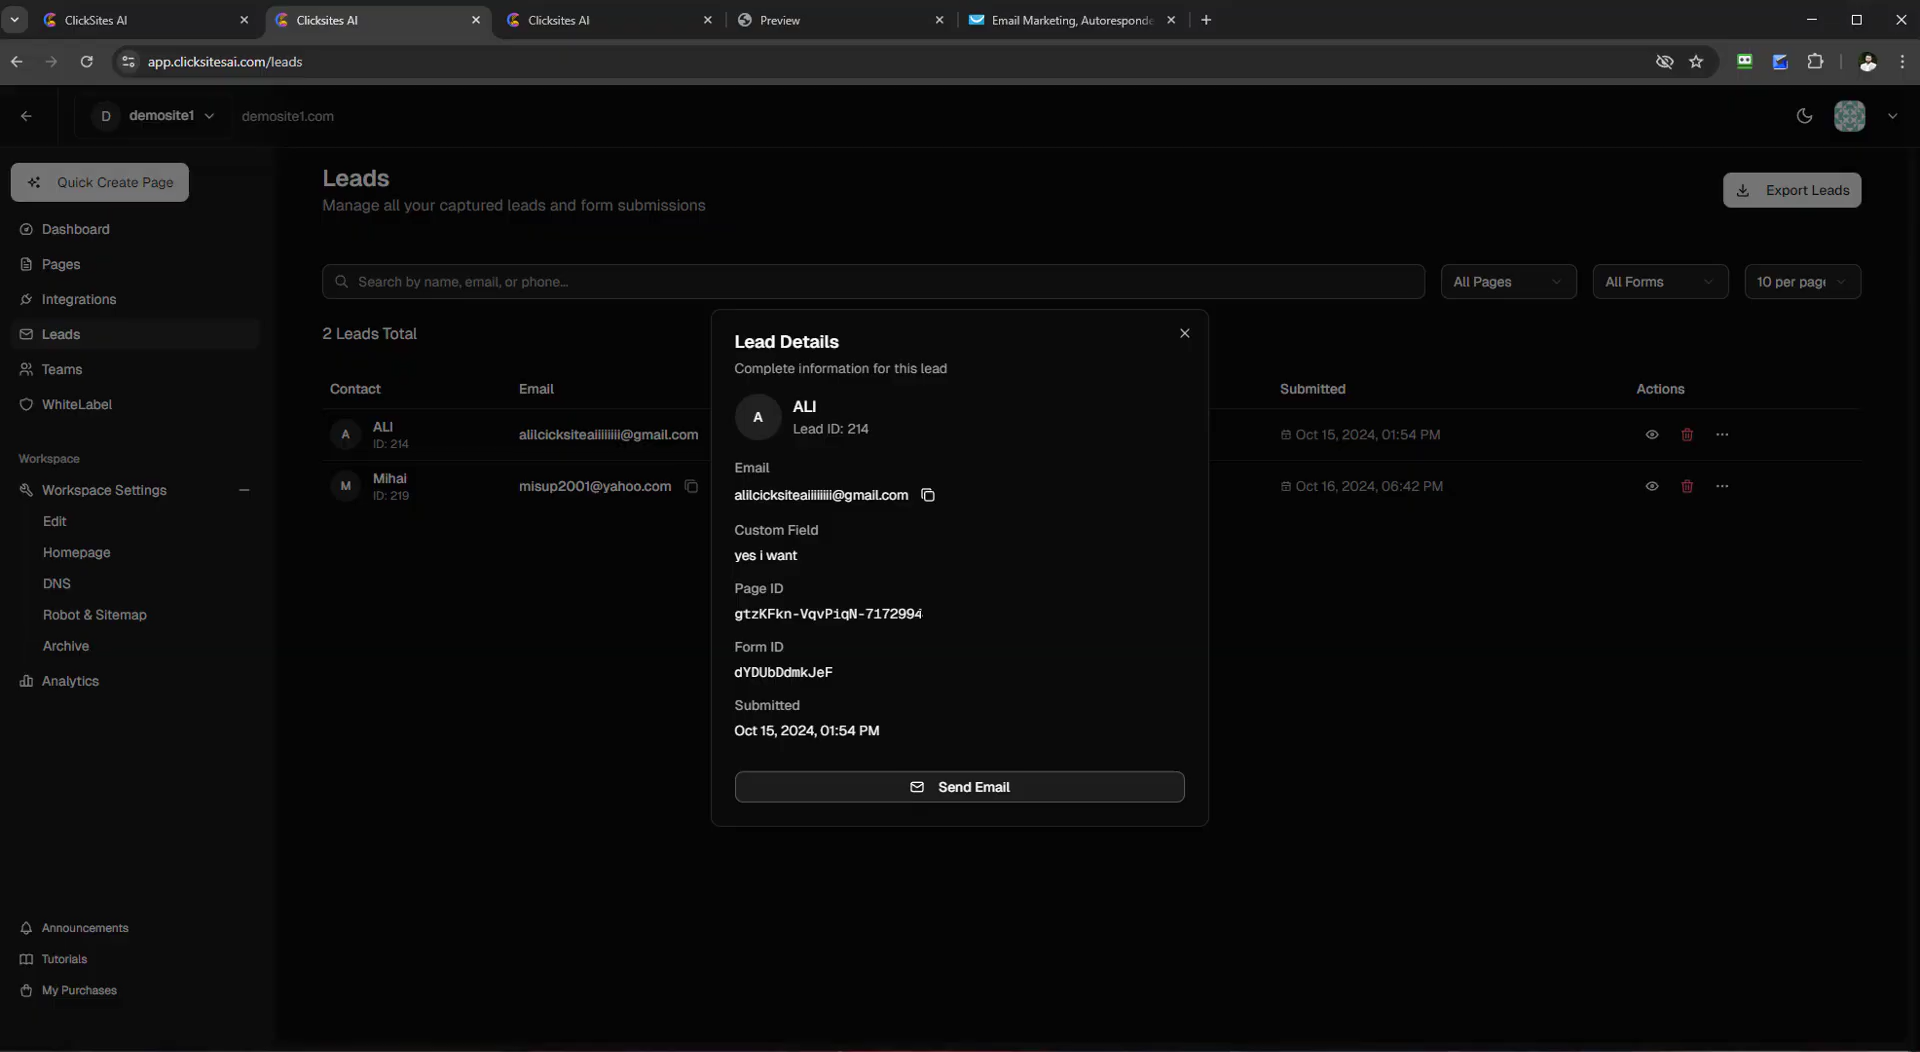 ClickSites AI
Clicksites AI
Clicksites AI
Preview
Email Marketing, Autoresponde
app.clicksitesai.com/leads
D
demosite1
demosite1.com
Quick Create Page
Dashboard
Pages
Integrations
Leads
Teams
WhiteLabel
Workspace
Workspace Settings
Edit
Homepage
DNS
Robot & Sitemap
Archive
Analytics
Announcements
Tutorials
My Purchases
Leads
Manage all your captured leads and form submissions
Export Leads
Search by name, email, or phone...
All Pages
All Forms
10 per page
2 Leads Total
Contact Email Submitted Actions
A ALI alilcicksiteaiiiiiiii@gmail.com Oct 15, 2024, 01:54 PM
ID: 214
M Mihai misup2001@yahoo.com Oct 16, 2024, 06:42 PM
ID: 219
Lead Details
Complete information for this lead
A
ALI
Lead ID: 214
Email
alilcicksiteaiiiiiiii@gmail.com
Custom Field
yes i want
Page ID
gtzKFkn-VqvPiqN-7172994
Form ID
dYDUbDdmkJeF
Submitted
Oct 15, 2024, 01:54 PM
Send Email